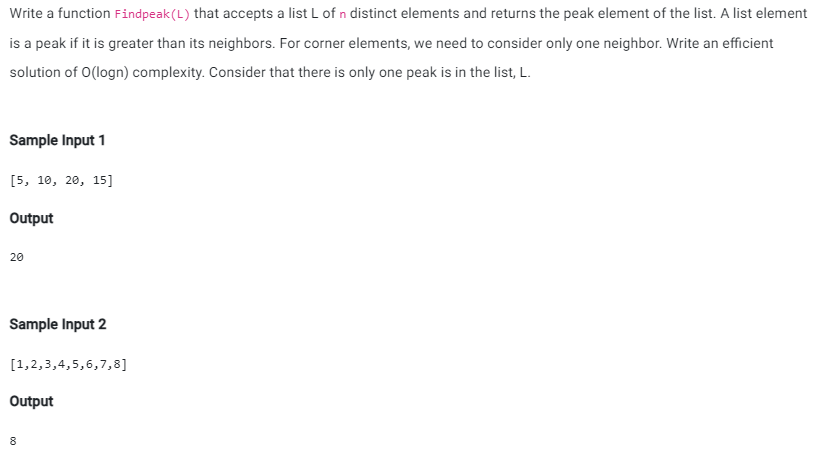 Write a function Findpeak(L) that accepts a list L of n distinct elements and returns the peak element of the list. A list element
is a peak if it is greater than its neighbors. For corner elements, we need to consider only one neighbor. Write an efficient
solution of O(logn) complexity. Consider that there is only one peak is in the list, L.
Sample Input 1
[5, 10, 20, 15]
Output
20
Sample Input 2
[1,2,3,4,5,6,7,8]
Output
8